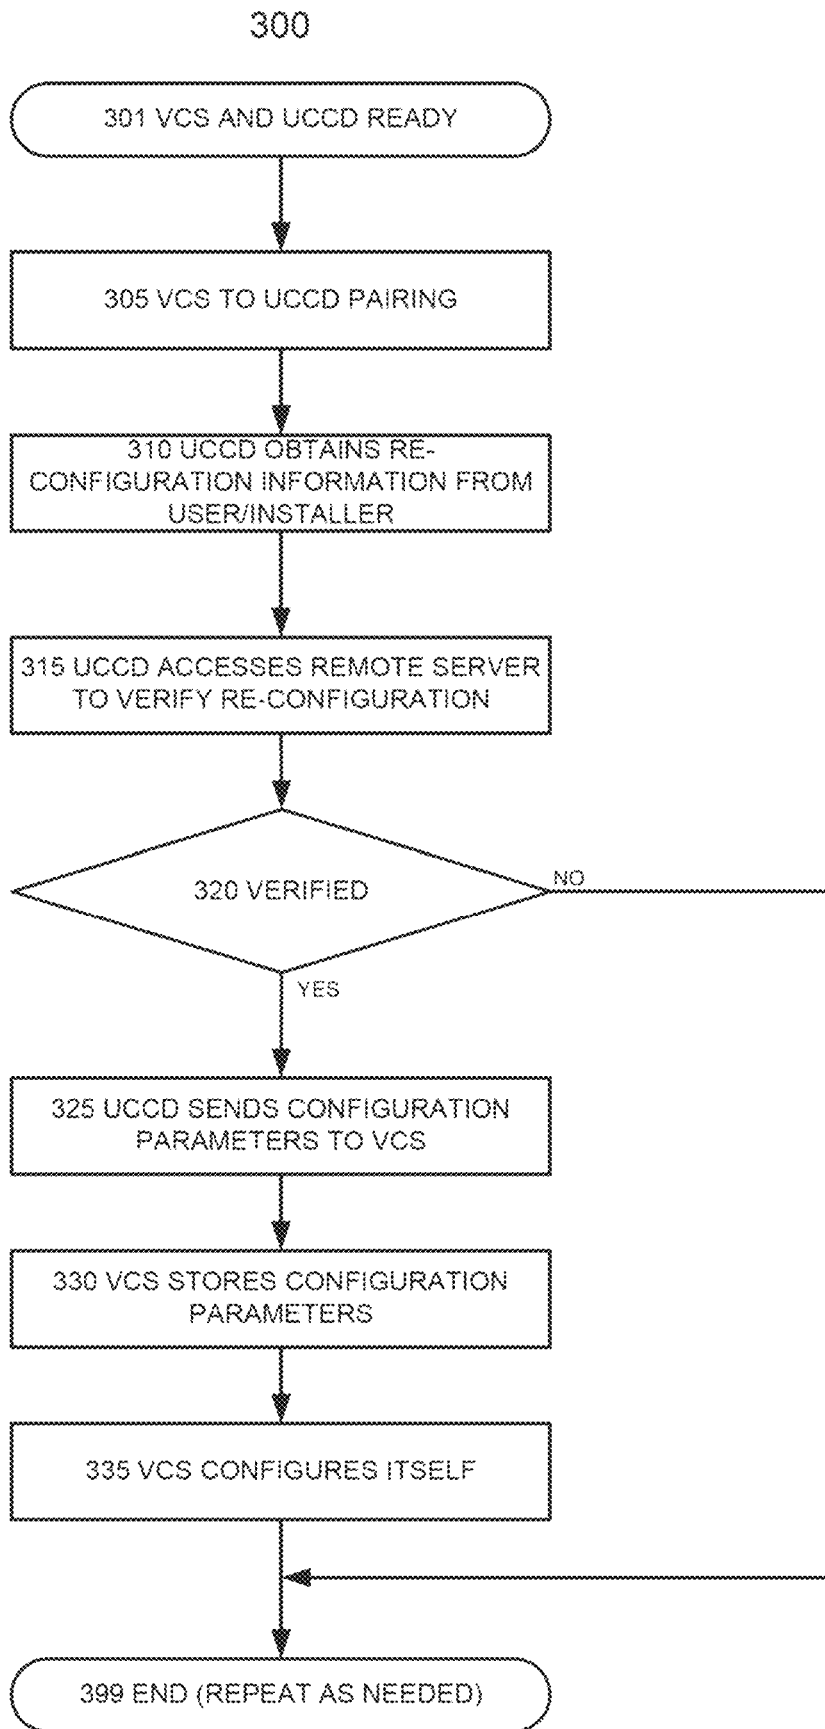 300
301 VCS AND UCCD READY
305 VCS TO UCCD PAIRING
310 UCCD OBTAINS RE-
CONFIGURATION INFORMATION FROM
USER/INSTALLER
315 UCCD ACCESSES REMOTE SERVER
TO VERIFY RE-CONFIGURATION
320 VERIFIED
NO
YES
325 UCCD SENDS CONFIGURATION
PARAMETERS TO VCS
330 VCS STORES CONFIGURATION
PARAMETERS
335 VCS CONFIGURES ITSELF
399 END (REPEAT AS NEEDED)